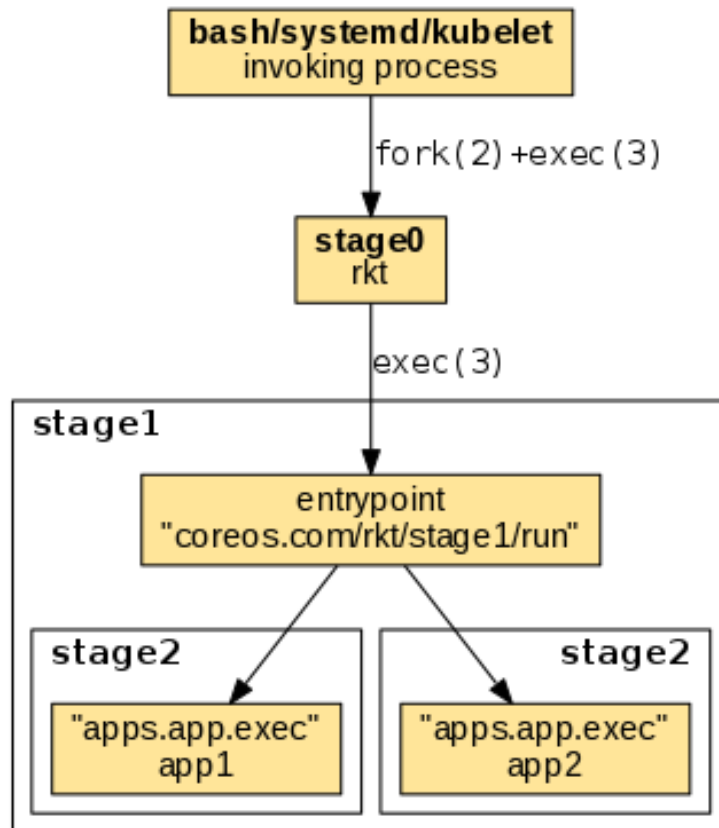 bash/systemd/kubelet
invoking process
fork(2)+exec(3)
stage0
rkt
exec(3)
stage1
entrypoint
"coreos.com/rkt/stage1/run"
stage2
stage2
"apps.app.exec"
app1
"apps.app.exec"
app2